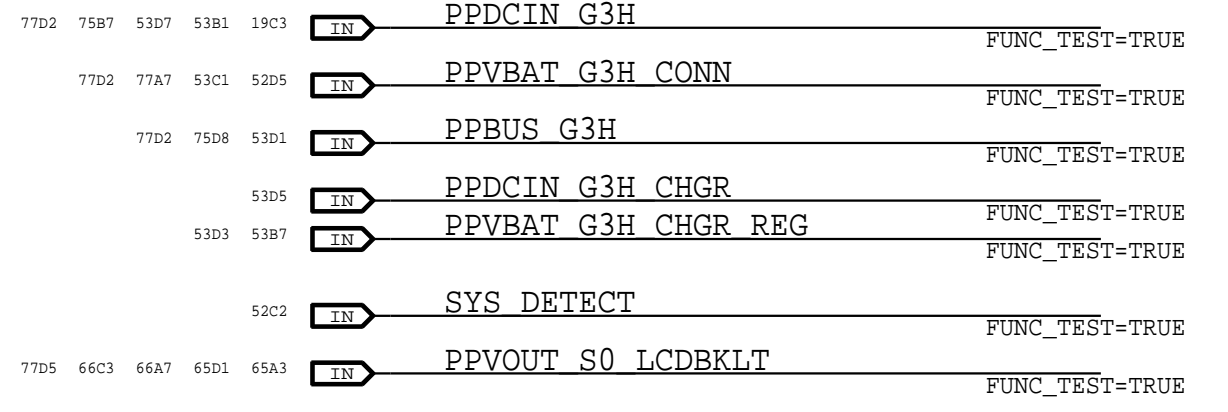 77D2 75B7 53D7 53B1 19C3 IN PPDCIN_G3H FUNC_TEST=TRUE
77D2 77A7 53C1 52D5 IN PPVBAT_G3H_CONN FUNC_TEST=TRUE
77D2 75D8 53D1 IN PPBUS_G3H FUNC_TEST=TRUE
53D5 IN PPDCIN_G3H_CHGR FUNC_TEST=TRUE
53D3 53B7 IN PPVBAT_G3H_CHGR_REG FUNC_TEST=TRUE
52C2 IN SYS_DETECT FUNC_TEST=TRUE
77D5 66C3 66A7 65D1 65A3 IN PPVOUT_S0_LCDBKLT FUNC_TEST=TRUE